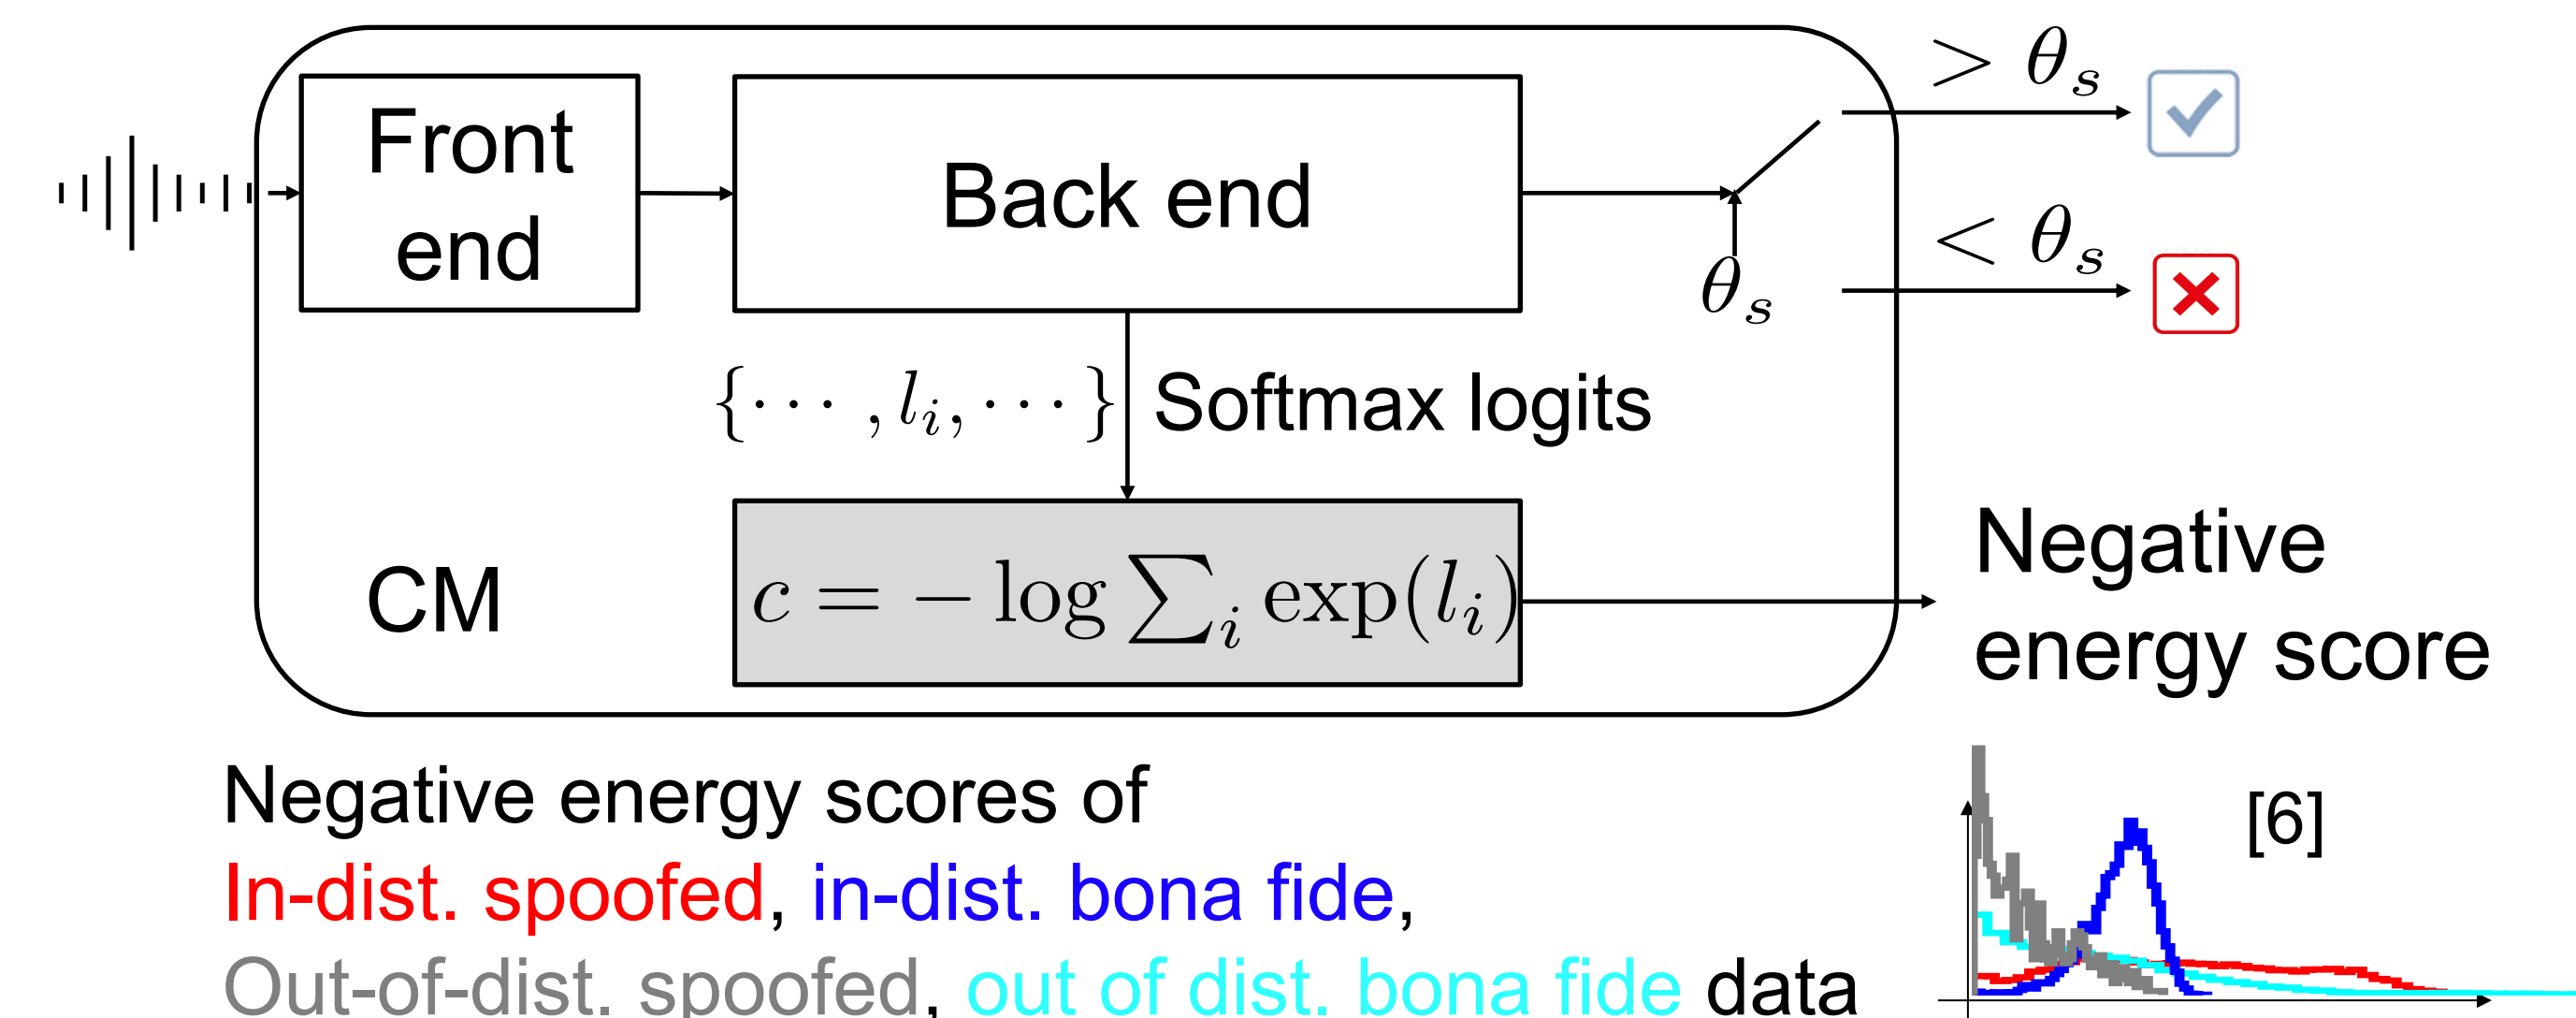 Front
end
Back end
> θ_s
< θ_s
θ_s
{⋯ , l_i, ⋯}
Softmax logits
CM
c = − log ∑_i exp(l_i)
Negative
energy score
Negative energy scores of
In-dist. spoofed, in-dist. bona fide,
Out-of-dist. spoofed, out of dist. bona fide data
[6]